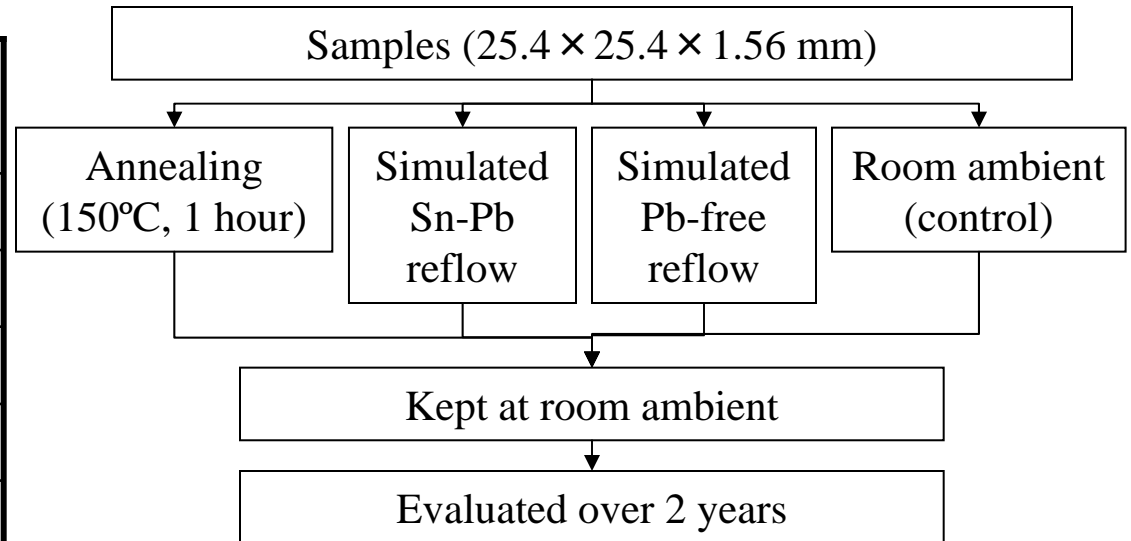 Samples (25.4 × 25.4 × 1.56 mm)
Annealing
(150ºC, 1 hour)
Simulated
Sn-Pb
reflow
Simulated
Pb-free
reflow
Room ambient
(control)
Kept at room ambient
Evaluated over 2 years